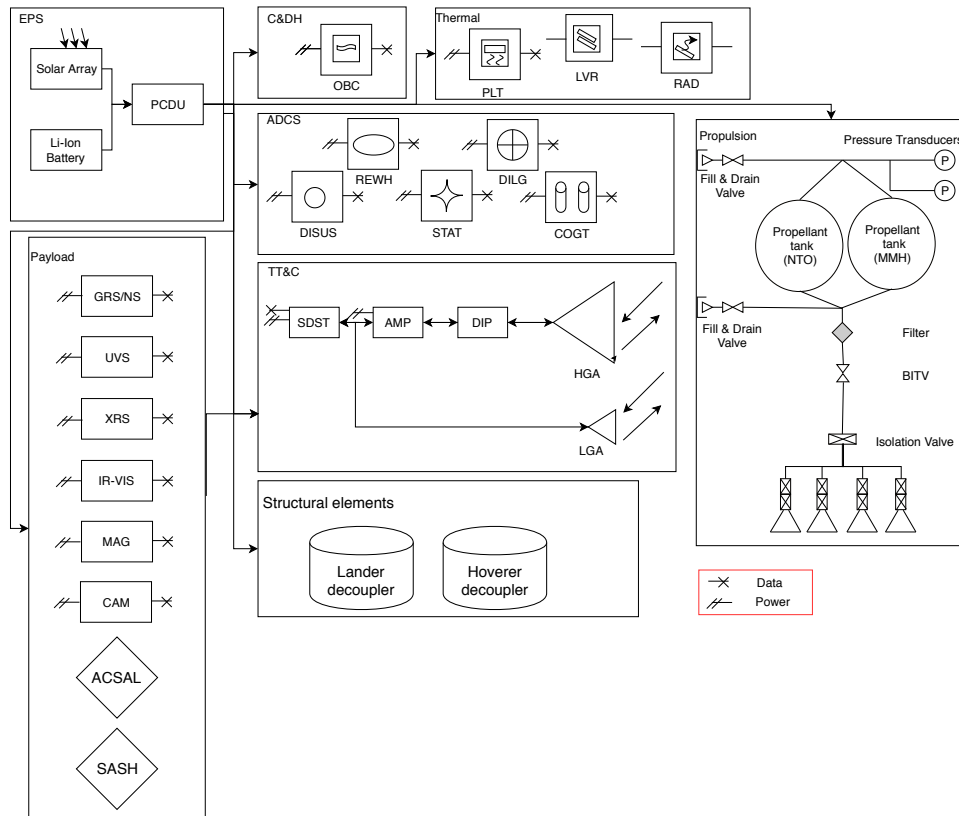 EPS
Solar Array
Li-Ion
Battery
PCDU
C&DH
OBC
Thermal
PLT
LVR
RAD
ADCS
REWH
DILG
DISUS
STAT
COGT
Propulsion
Pressure Transducers
P
P
Fill & Drain
Valve
Propellant
tank
(NTO)
Propellant
tank
(MMH)
Fill & Drain
Valve
Filter
BITV
Isolation Valve
Payload
GRS/NS
UVS
XRS
IR-VIS
MAG
CAM
ACSAL
SASH
TT&C
SDST
AMP
DIP
HGA
LGA
Structural elements
Lander
decoupler
Hoverer
decoupler
Data
Power